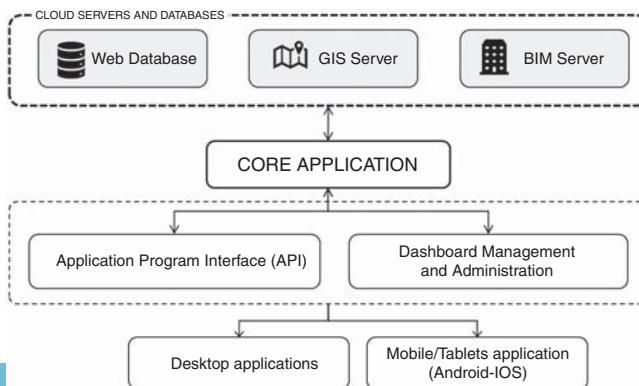 CLOUD SERVERS AND DATABASES
Web Database
GIS Server
BIM Server
CORE APPLICATION
Application Program Interface (API)
Dashboard Management
and Administration
Desktop applications
Mobile/Tablets application
(Android-IOS)